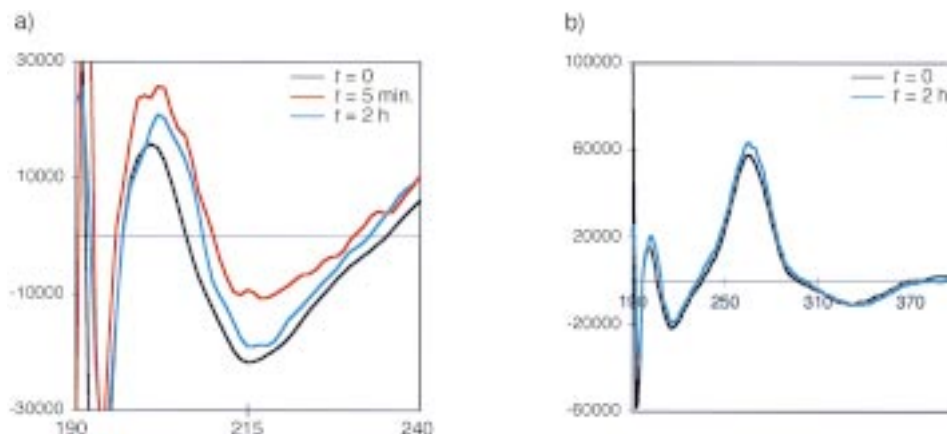 a)
30000
t = 0
t = 5 min.
t = 2 h
10000
-10000
-30000
190
215
240
b)
100000
t = 0
t = 2 h
60000
20000
190
250
310
370
-20000
-60000